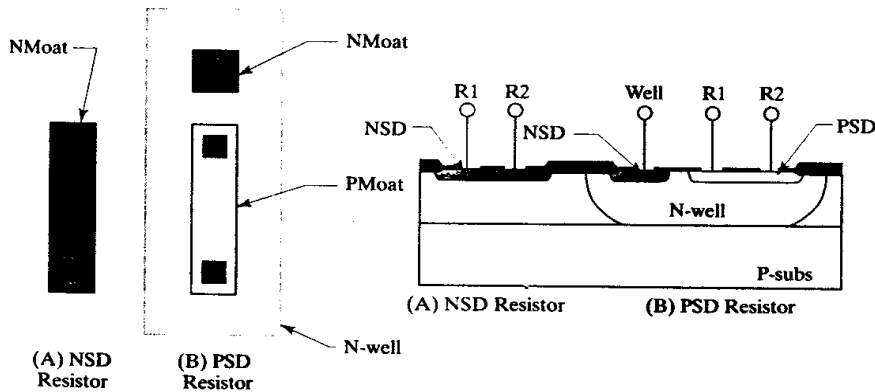 NMoat
NMoat
PMoat
N-well
(A) NSD
Resistor
(B) PSD
Resistor
R1
R2
Well
R1
R2
NSD
NSD
PSD
N-well
P-subs
(A) NSD Resistor
(B) PSD Resistor